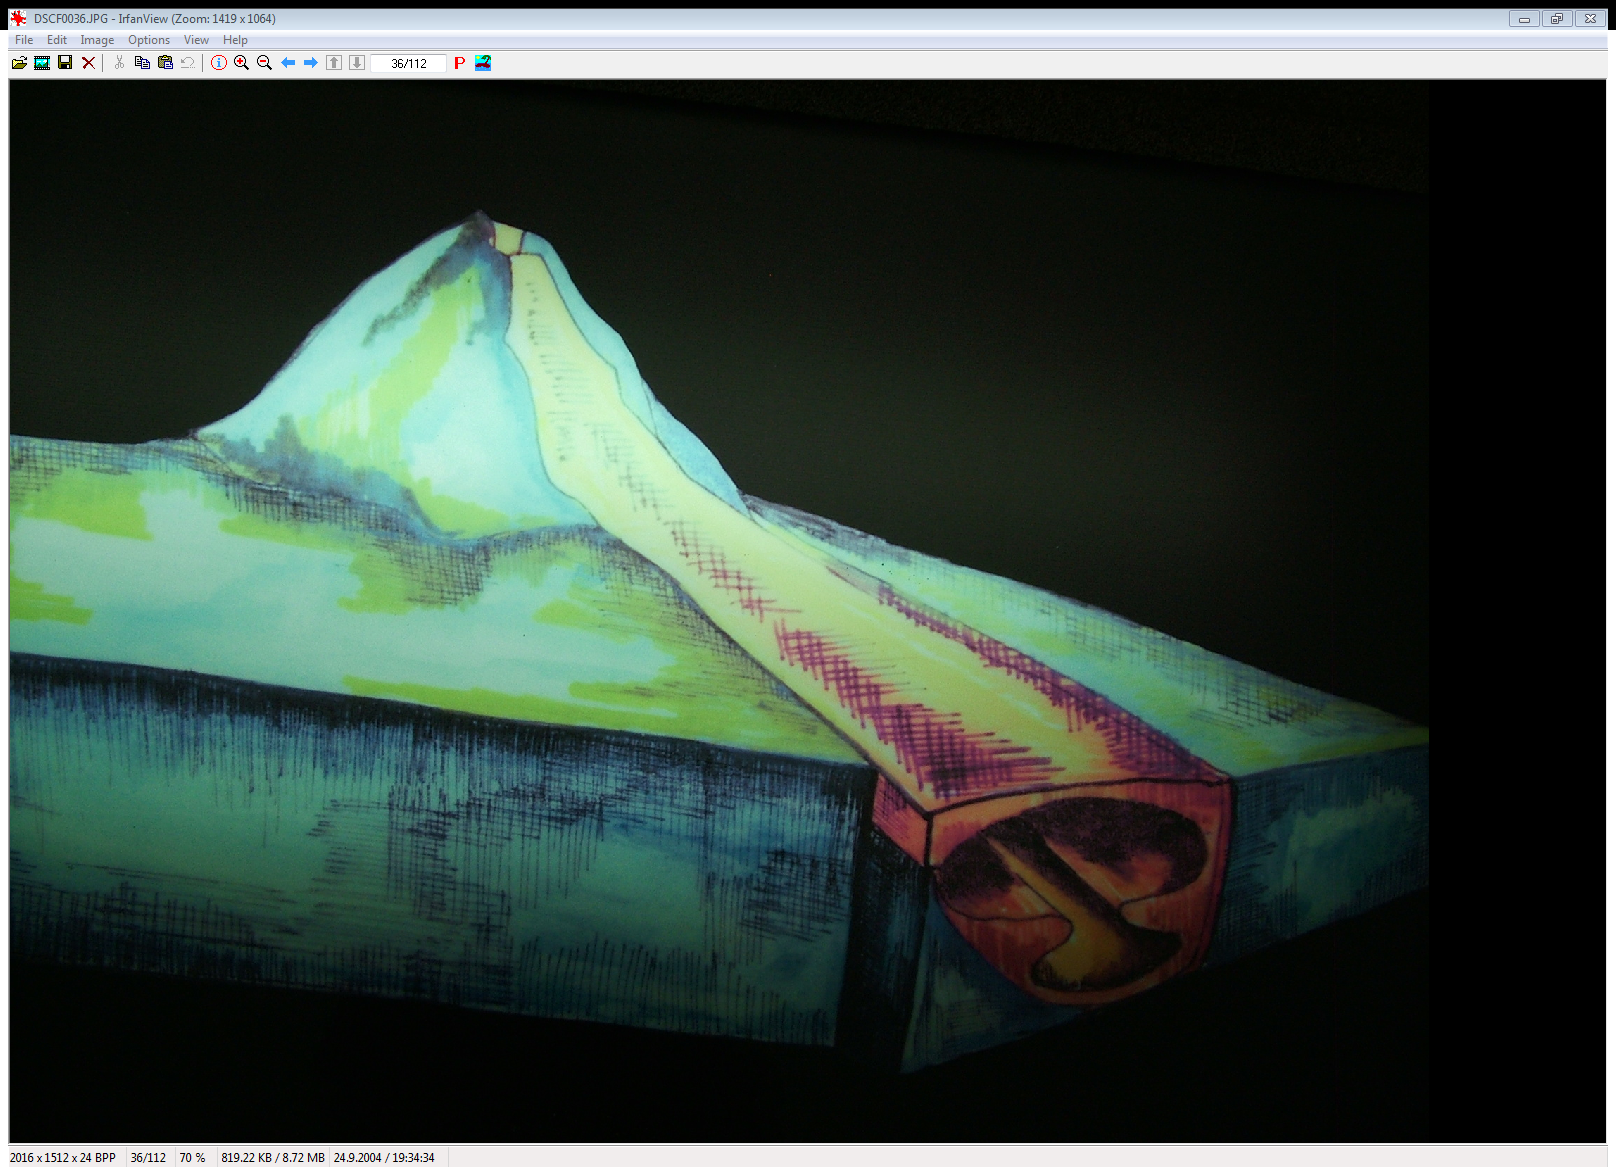 DSCF0036.JPG - IrfanView (Zoom: 1419 x 1064)
File Edit Image Options View Help
36/112 P
2016 x 1512 x 24 BPP 36/112 70 % 819.22 KB / 8.72 MB 24.9.2004 / 19:34:34